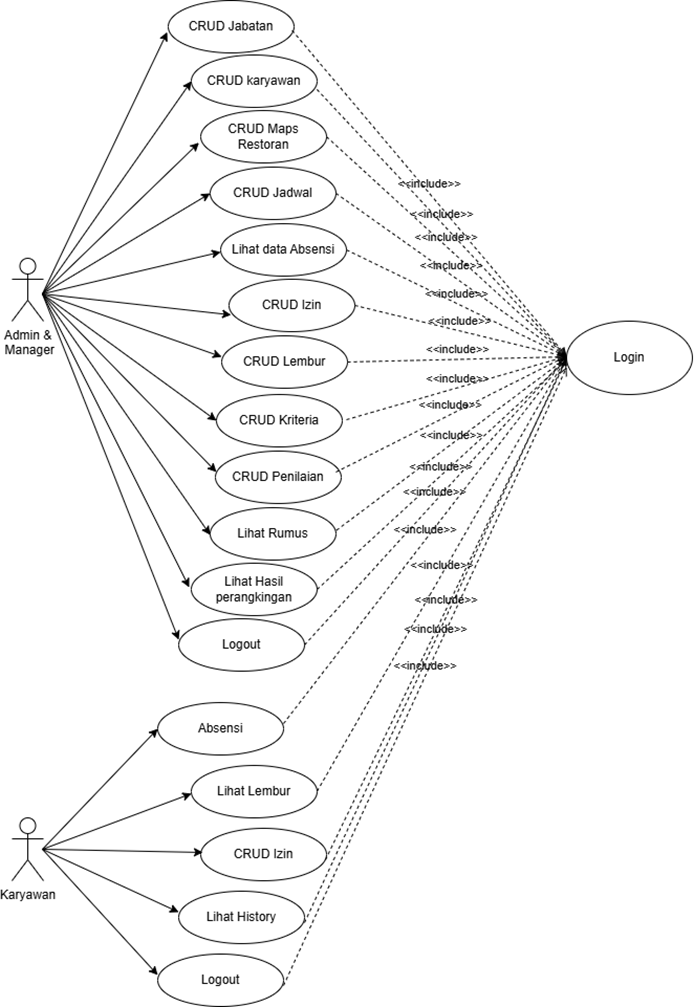 CRUD Jabatan
CRUD karyawan
CRUD Maps
Restoran
<<include>>
CRUD Jadwal
<<include>>
<<include>>
Lihat data Absensi
<<include>>
Admin &
Manager
<<include>>
CRUD Izin
<<include>>
<<include>>
CRUD Lembur
Login
<<include>>
<<include>>
CRUD Kriteria
<<include>>
<<include>>
CRUD Penilaian
<<include>>
Lihat Rumus
<<include>>
<<include>>
Lihat Hasil
perangkingan
<<include>>
<<include>>
Logout
<<include>>
Absensi
Lihat Lembur
CRUD Izin
Karyawan
Lihat History
Logout